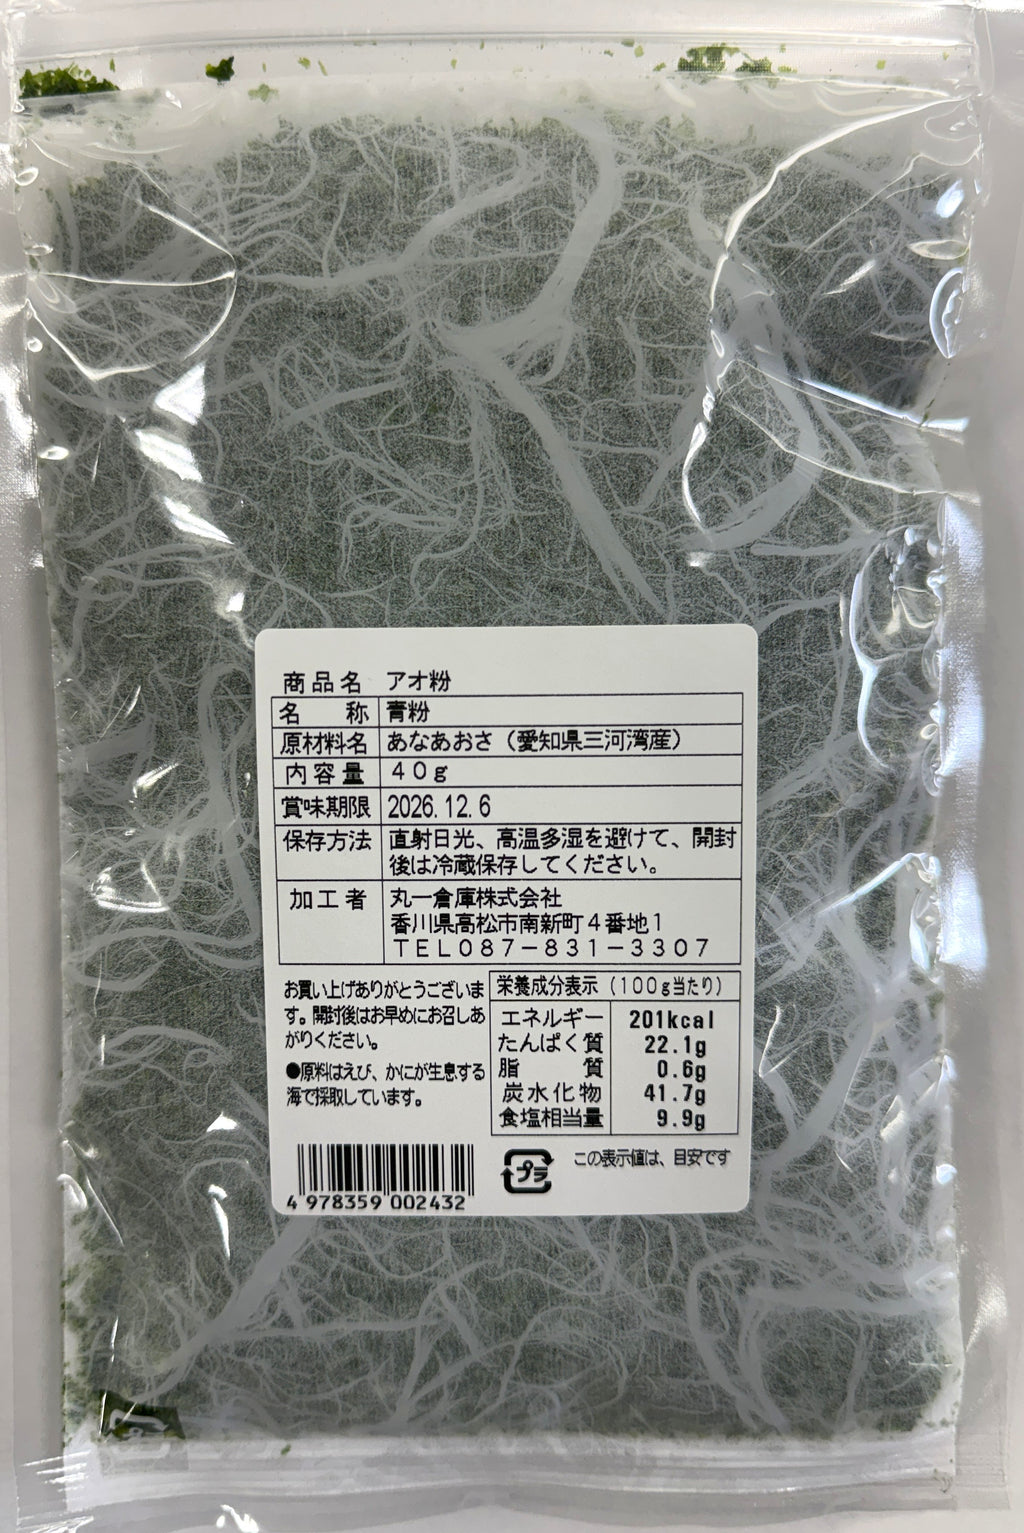 商品名 アオ粉
名 称 青粉
原材料名 あなあおさ（愛知県三河湾産）
内容量 ４０ｇ
賞味期限 2026.12.6
保存方法 直射日光、高温多湿を避けて、開封
後は冷蔵保存してください。
加工者 丸一倉庫株式会社
香川県高松市南新町４番地１
ＴＥＬ０８７－８３１－３３０７
お買い上げありがとうございま
す。開封後はお早めにお召しあ
がりください。
●原料はえび、かにが生息する
海で採取しています。
栄養成分表示（100g当たり）
エネルギー 201kcal
たんぱく質 22.1g
脂 質 0.6g
炭水化物 41.7g
食塩相当量 9.9g
プラ
この表示値は、目安です
4 978359 002432